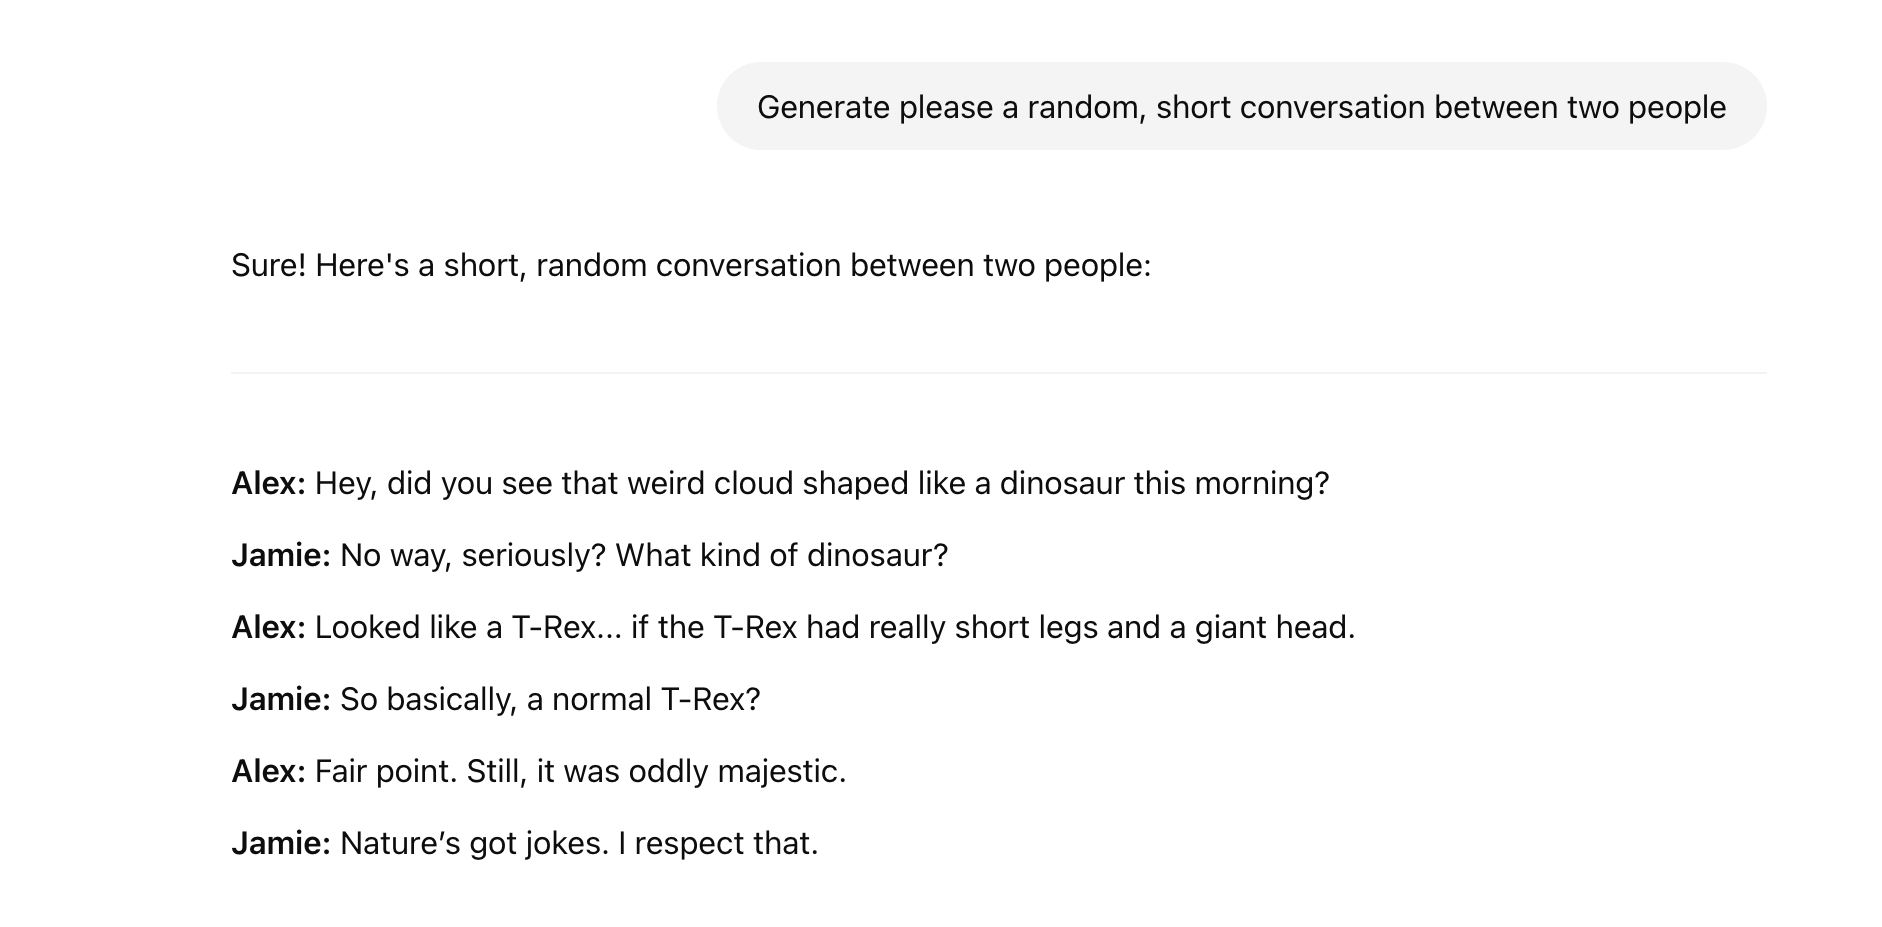 Generate please a random, short conversation between two people
Sure! Here's a short, random conversation between two people:
Alex: Hey, did you see that weird cloud shaped like a dinosaur this morning?
Jamie: No way, seriously? What kind of dinosaur?
Alex: Looked like a T-Rex... if the T-Rex had really short legs and a giant head.
Jamie: So basically, a normal T-Rex?
Alex: Fair point. Still, it was oddly majestic.
Jamie: Nature’s got jokes. I respect that.